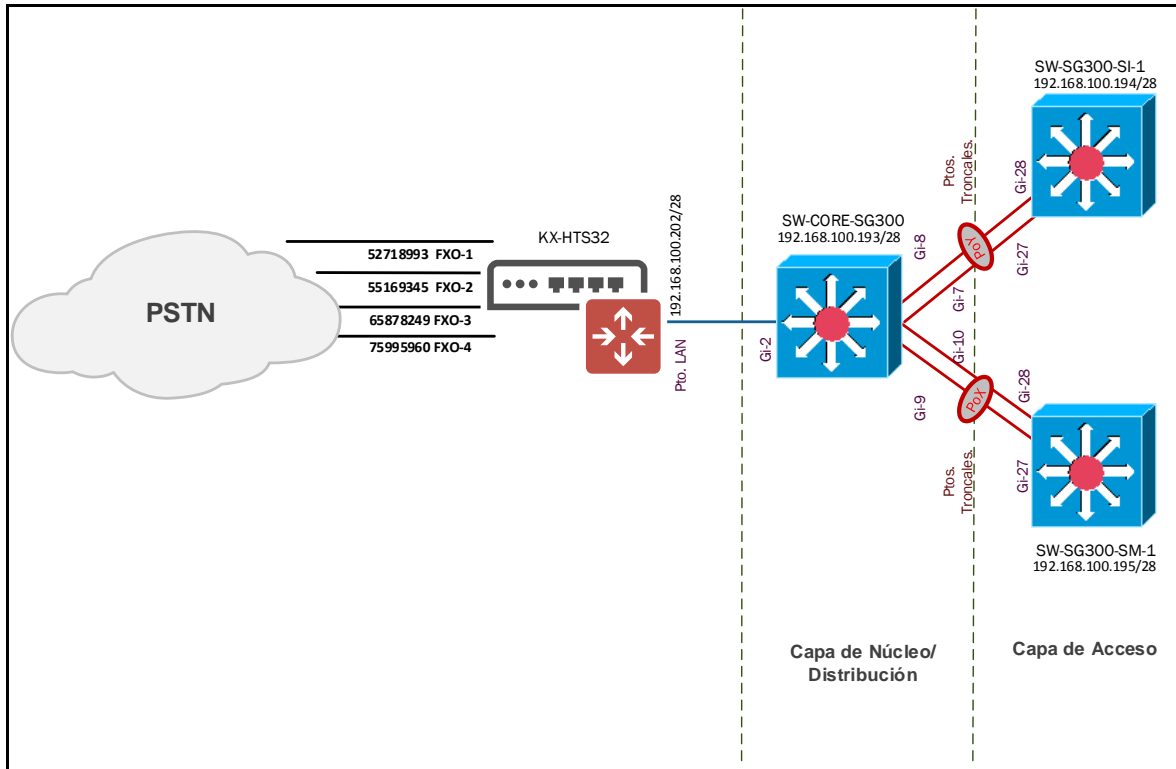 PSTN
52718993 FXO-1
55169345 FXO-2
65878249 FXO-3
75995960 FXO-4
KX-HTS32
192.168.100.202/28
Pto. LAN
SW-CORE-SG300
192.168.100.193/28
Gi-2
Gi-8
Gi-7
Gi-10
Gi-9
Ptos.
Troncales.
PoY
Gi-28
Gi-27
SW-SG300-SI-1
192.168.100.194/28
PoX
Gi-28
Gi-27
Ptos.
Troncales.
SW-SG300-SM-1
192.168.100.195/28
Capa de Núcleo/
Distribución
Capa de Acceso